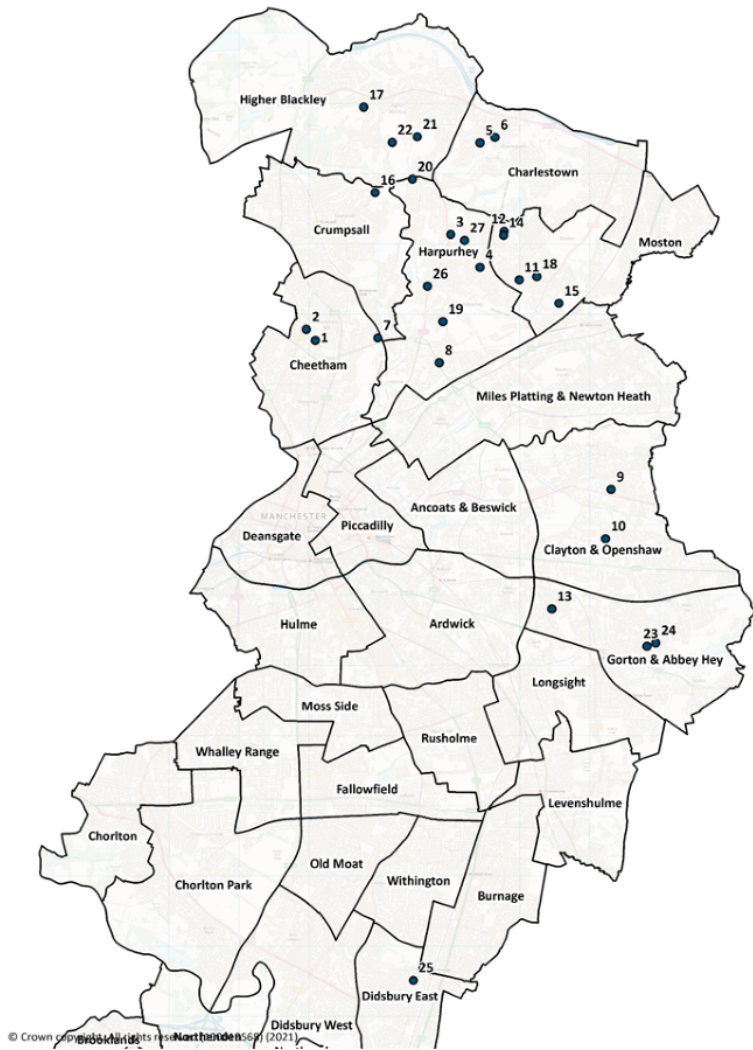 17
Higher Blackley
22 21
5 6
Charlestown
16 20
Crumpsall
3 27
12 14
Harpurhey
Moston
4
11 18
26
15
2
1
7
19
Cheetham
8
Miles Platting & Newton Heath
9
MANCHESTER
Ancoats & Beswick
Piccadilly
Deansgate
10
Clayton & Openshaw
13
Hulme
Ardwick
23 24
Gorton & Abbey Hey
Longsight
Moss Side
Rusholme
Whalley Range
Fallowfield
Levenshulme
Chorlton
Old Moat
Chorlton Park
Withington
Burnage
25
Didsbury East
Didsbury West
© Crown copyright. All rights (2021)
Brooklands
Northenden